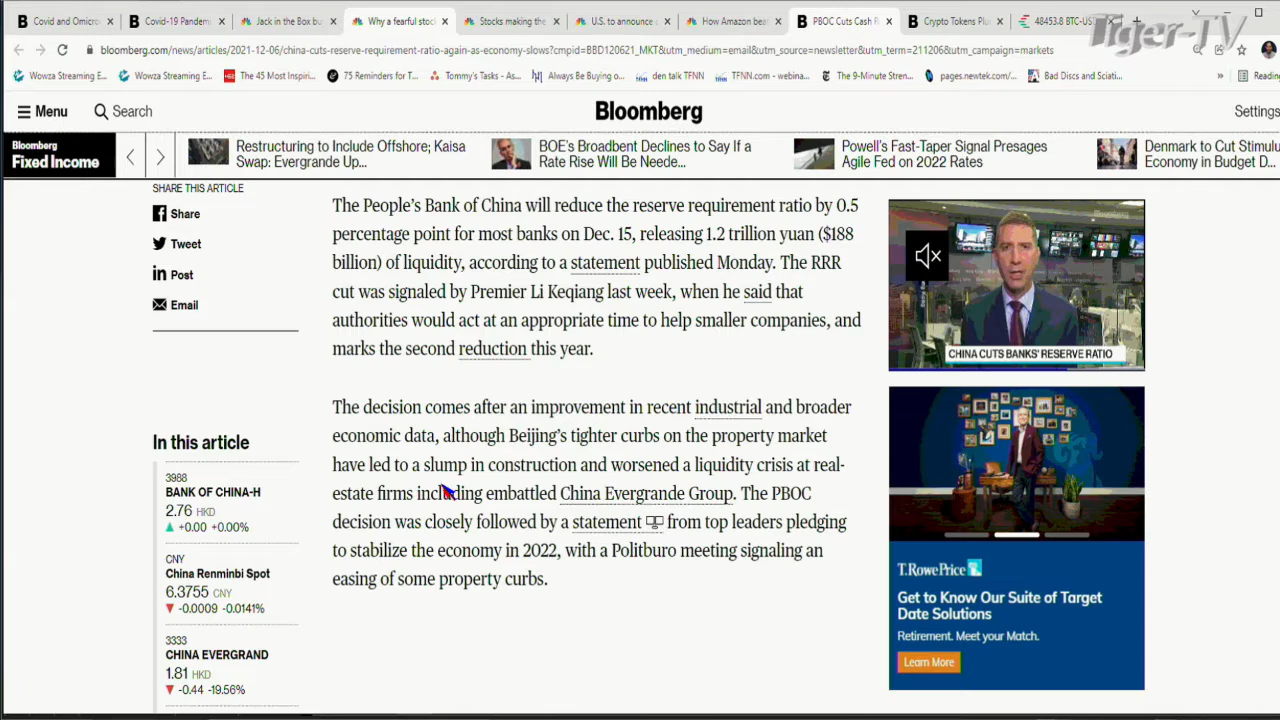 Covid and Omicro
Covid-19 Pandem
Jack in the Box bu
Why a fearful stoc
Stocks making the
U.S. to announce a
How Amazon beat
PBOC Cuts Cash R
Crypto Tokens Plu
48453.8 BTC-US
Tiger-TV
bloomberg.com/news/articles/2021-12-06/china-cuts-reserve-requirement-ratio-again-as-economy-slows?cmpid=BBD120621_MKT&utm_medium=email&utm_source=newsletter&utm_term=211206&utm_campaign=markets
Wowza Streaming E...
Wowza Streaming E...
The 45 Most Inspiri...
75 Reminders for T...
Tommy's Tasks - As...
Always Be Buying o...
den talk TFNN
TFNN.com - webina...
The 9-Minute Stren...
pages.newtek.com/...
Bad Discs and Sciati...
»
Reading
Menu
Search
Bloomberg
Settings
Bloomberg
Fixed Income
Restructuring to Include Offshore; Kaisa
Swap: Evergrande Up...
BOE's Broadbent Declines to Say If a
Rate Rise Will Be Neede...
Powell's Fast-Taper Signal Presages
Agile Fed on 2022 Rates
Denmark to Cut Stimulu
Economy in Budget D...
SHARE THIS ARTICLE
Share
Tweet
Post
Email
The People's Bank of China will reduce the reserve requirement ratio by 0.5
percentage point for most banks on Dec. 15, releasing 1.2 trillion yuan ($188
billion) of liquidity, according to a statement published Monday. The RRR
cut was signaled by Premier Li Keqiang last week, when he said that
authorities would act at an appropriate time to help smaller companies, and
marks the second reduction this year.
The decision comes after an improvement in recent industrial and broader
economic data, although Beijing's tighter curbs on the property market
have led to a slump in construction and worsened a liquidity crisis at real-
estate firms including embattled China Evergrande Group. The PBOC
decision was closely followed by a statement from top leaders pledging
to stabilize the economy in 2022, with a Politburo meeting signaling an
easing of some property curbs.
In this article
3988
BANK OF CHINA-H
2.76 HKD
+0.00 +0.00%
CNY
China Renminbi Spot
6.3755 CNY
-0.0009 -0.0141%
3333
CHINA EVERGRAND
1.81 HKD
-0.44 -19.56%
CHINA CUTS BANKS' RESERVE RATIO
T.RowePrice
Get to Know Our Suite of Target
Date Solutions
Retirement. Meet your Match.
Learn More